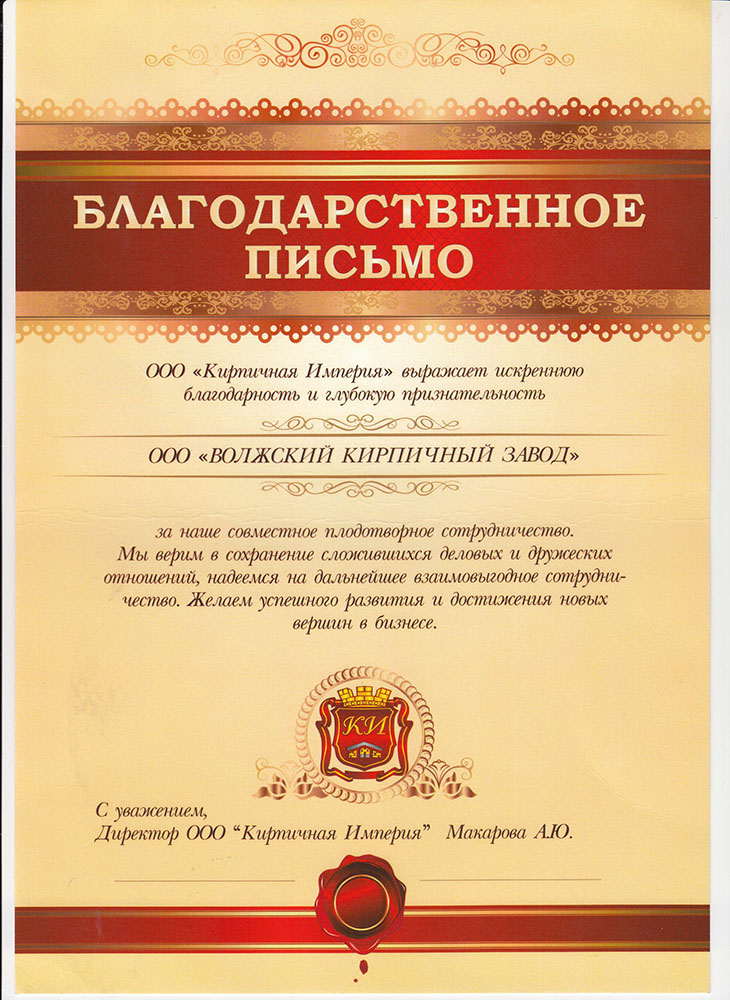 БЛАГОДАРСТВЕННОЕ
ПИСЬМО
ООО «Кирпичная Империя» выражает искреннюю
благодарность и глубокую признательность
ООО «ВОЛЖСКИЙ КИРПИЧНЫЙ ЗАВОД»
за наше совместное плодотворное сотрудничество.
Мы верим в сохранение сложившихся деловых и дружеских
отношений, надеемся на дальнейшее взаимовыгодное сотрудни-
чество. Желаем успешного развития и достижения новых
вершин в бизнесе.
КИ
С уважением,
Директор ООО "Кирпичная Империя" Макарова А.Ю.